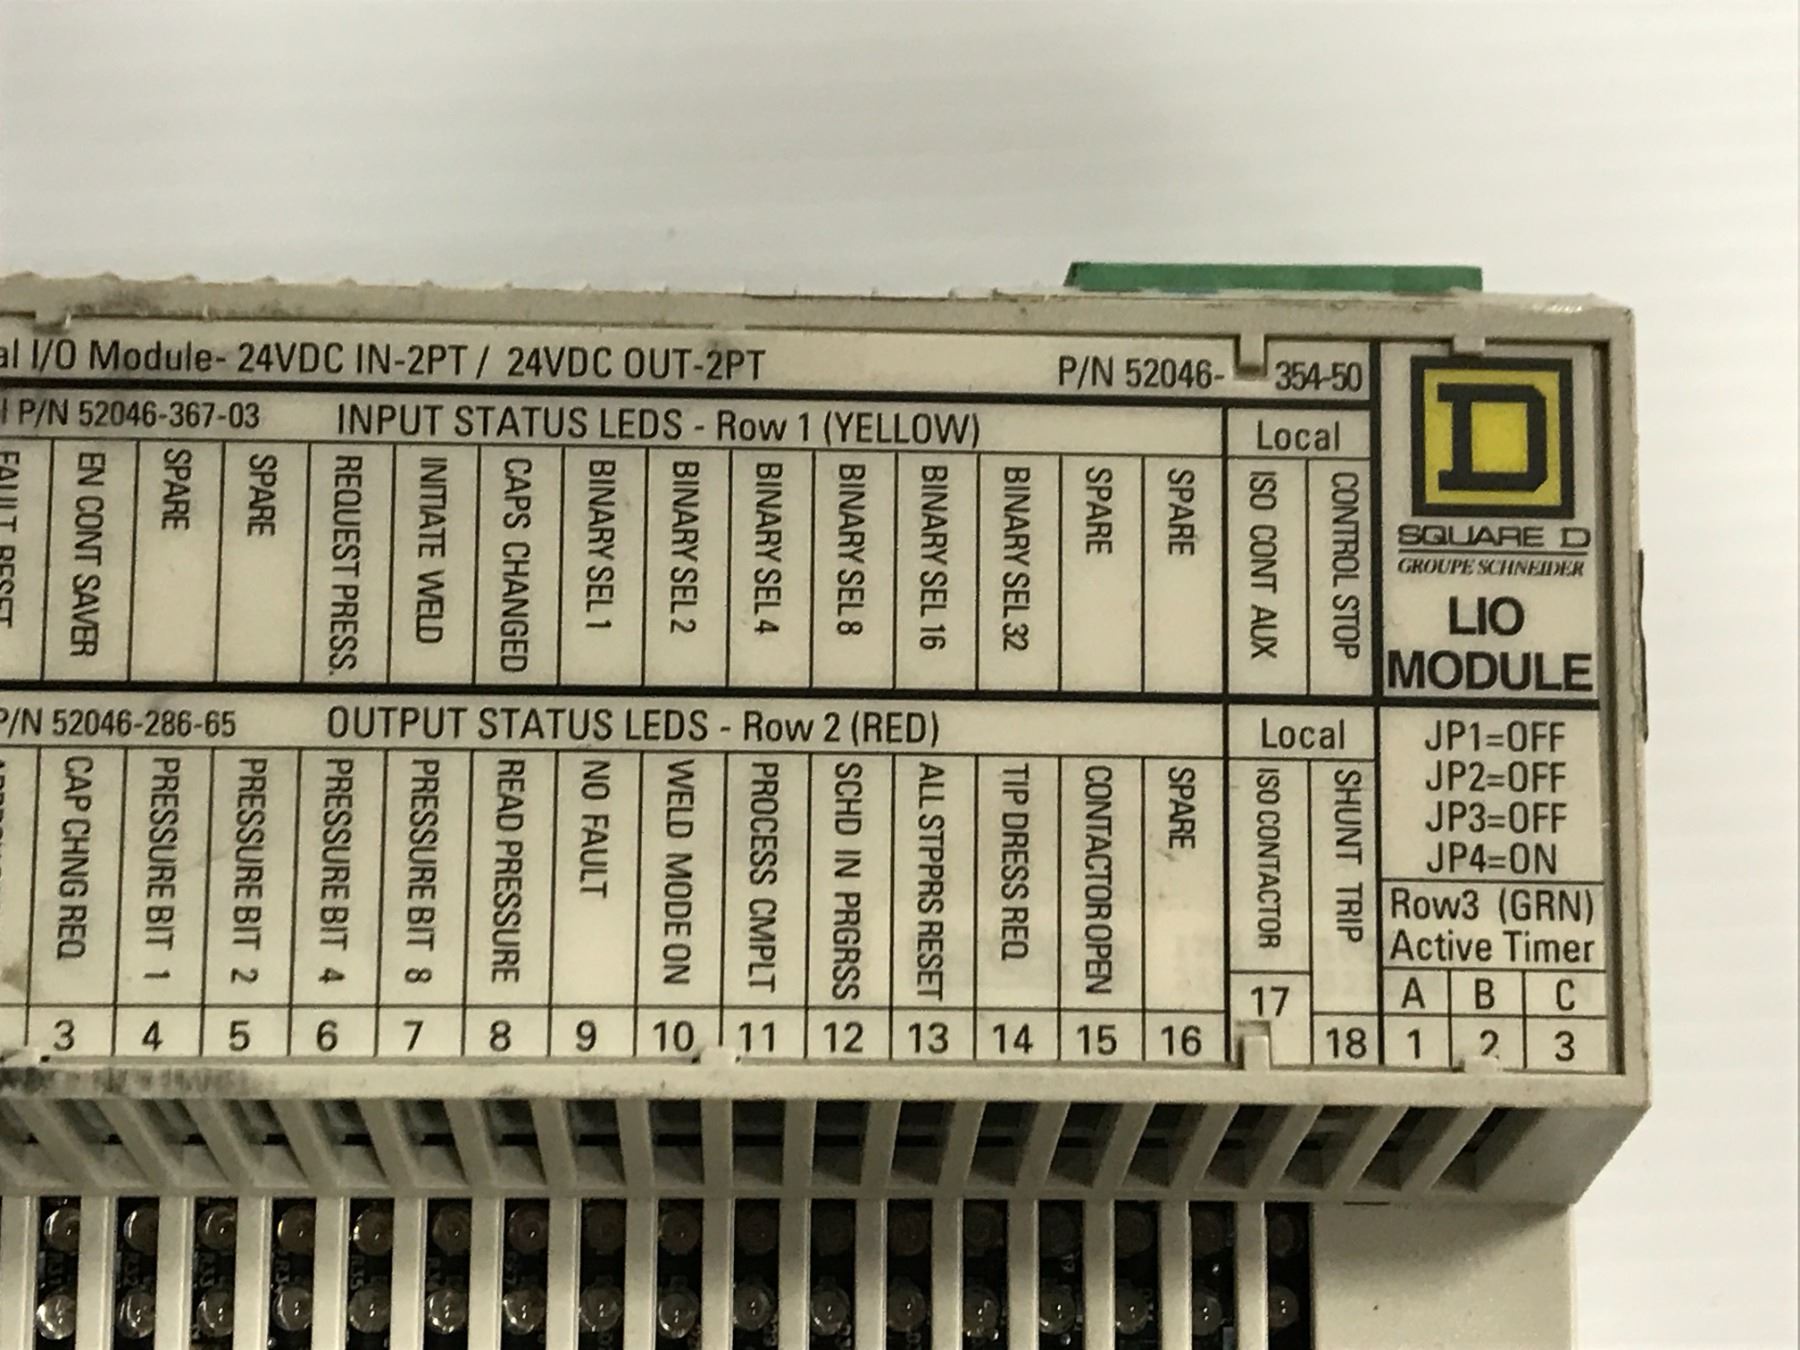 I/O Module- 24VDC IN-2PT / 24VDC OUT-2PT P/N 52046- 354-50
P/N 52046-367-03 INPUT STATUS LEDS - Row 1 (YELLOW) Local
FAULT RESET
EN CONT SAVER
SPARE
SPARE
REQUEST PRESS.
INITIATE WELD
CAPS CHANGED
BINARY SEL 1
BINARY SEL 2
BINARY SEL 4
BINARY SEL 8
BINARY SEL 16
BINARY SEL 32
SPARE
SPARE
ISO CONT AUX
CONTROL STOP
P/N 52046-286-65 OUTPUT STATUS LEDS - Row 2 (RED) Local
CAP CHNG REQ
PRESSURE BIT 1
PRESSURE BIT 2
PRESSURE BIT 4
PRESSURE BIT 8
READ PRESSURE
NO FAULT
WELD MODE ON
PROCESS CMPLT
SCHD IN PRGRSS
ALL STPPRS RESET
TIP DRESS REQ
CONTACTOR OPEN
SPARE
ISO CONTACTOR
SHUNT TRIP
3 4 5 6 7 8 9 10 11 12 13 14 15 16 17 18
D
SQUARE D
GROUPE SCHNEIDER
LIO
MODULE
JP1=OFF
JP2=OFF
JP3=OFF
JP4=ON
Row3 (GRN)
Active Timer
A B C
1 2 3